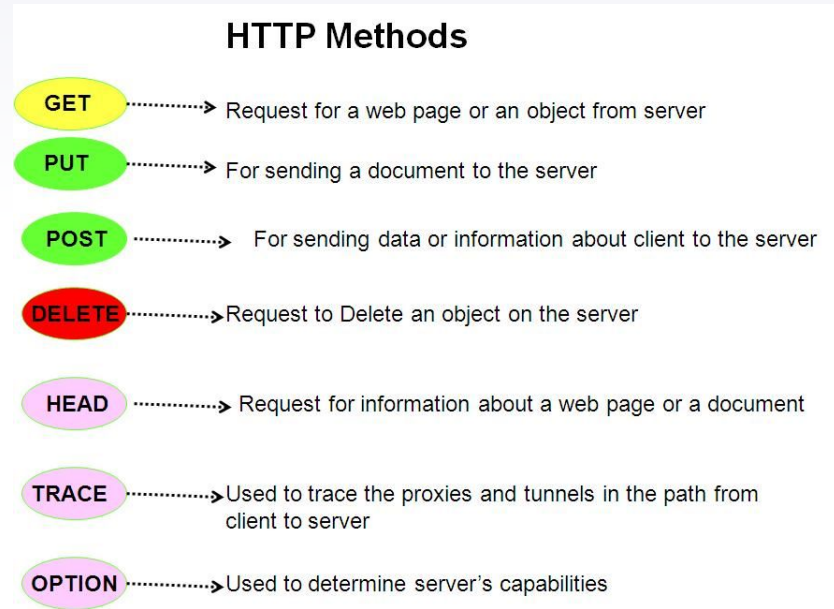 HTTP Methods
GET Request for a web page or an object from server
PUT For sending a document to the server
POST For sending data or information about client to the server
DELETE Request to Delete an object on the server
HEAD Request for information about a web page or a document
TRACE Used to trace the proxies and tunnels in the path from
client to server
OPTION Used to determine server’s capabilities